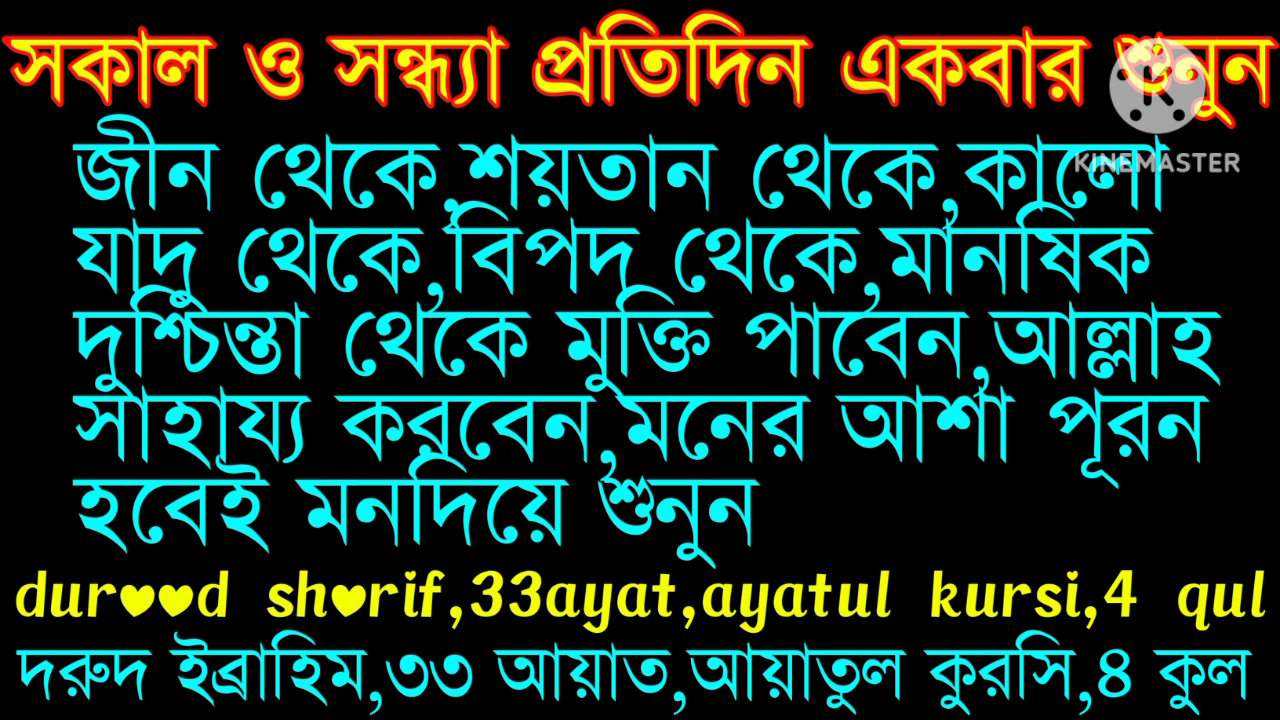 সকাল ও সন্ধ্যা প্রতিদিন একবার শুনুন
KINEMASTER
জীন থেকে,শয়তান থেকে,কালো
যাদু থেকে,বিপদ থেকে,মানষিক
দুশ্চিন্তা থেকে মুক্তি পাবেন,আল্লাহ
সাহায্য করবেন,মনের আশা পূরন
হবেই মনদিয়ে শুনুন
dur♥♥d sh♥rif,33ayat,ayatul kursi,4 qul
দরুদ ইব্রাহিম,৩৩ আয়াত,আয়াতুল কুরসি,৪ কুল